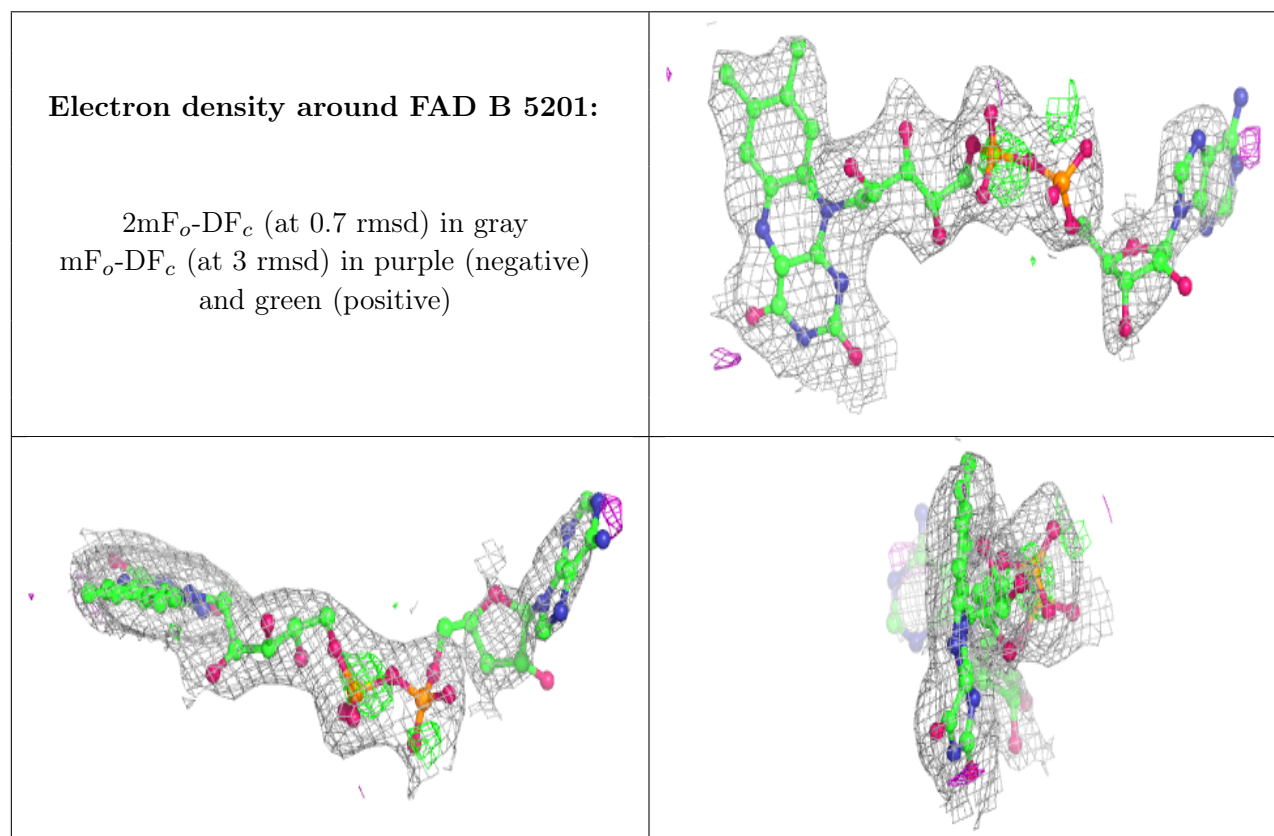 Electron density around FAD B 5201:
2mFo-DFc (at 0.7 rmsd) in gray
mFo-DFc (at 3 rmsd) in purple (negative)
and green (positive)